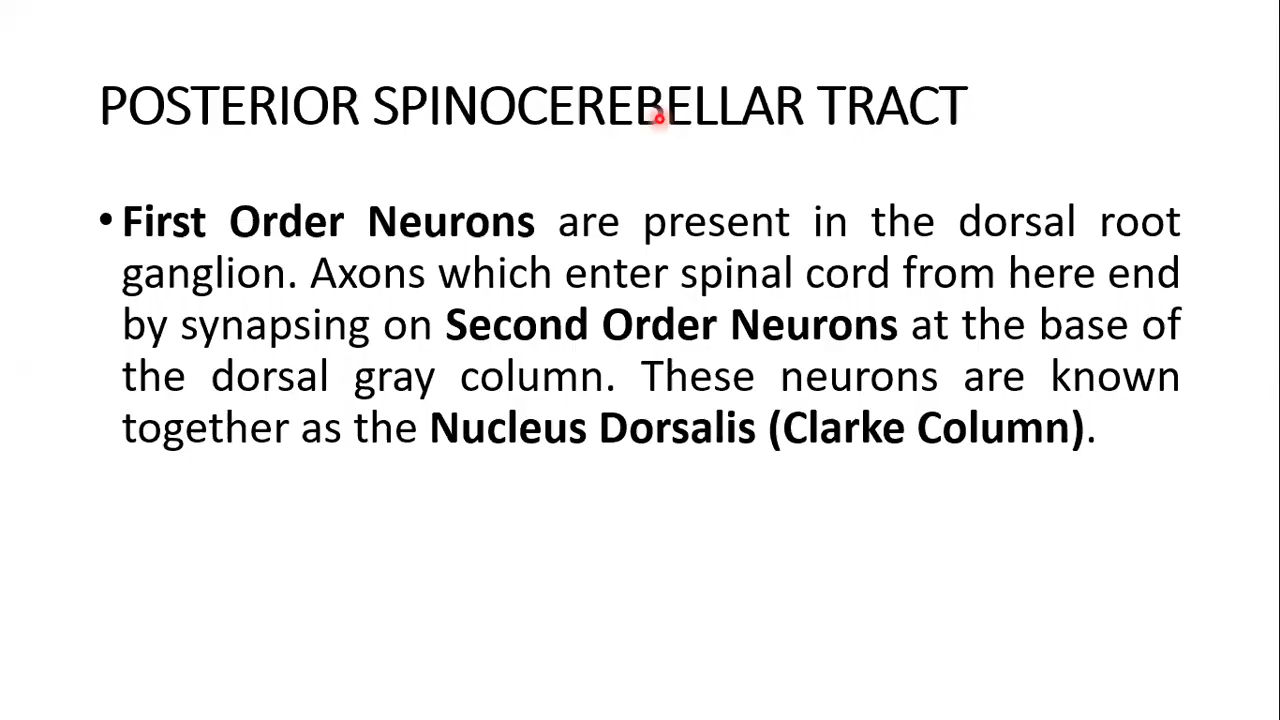 POSTERIOR SPINOCEREBELLAR TRACT
• First Order Neurons are present in the dorsal root
ganglion. Axons which enter spinal cord from here end
by synapsing on Second Order Neurons at the base of
the dorsal gray column. These neurons are known
together as the Nucleus Dorsalis (Clarke Column).